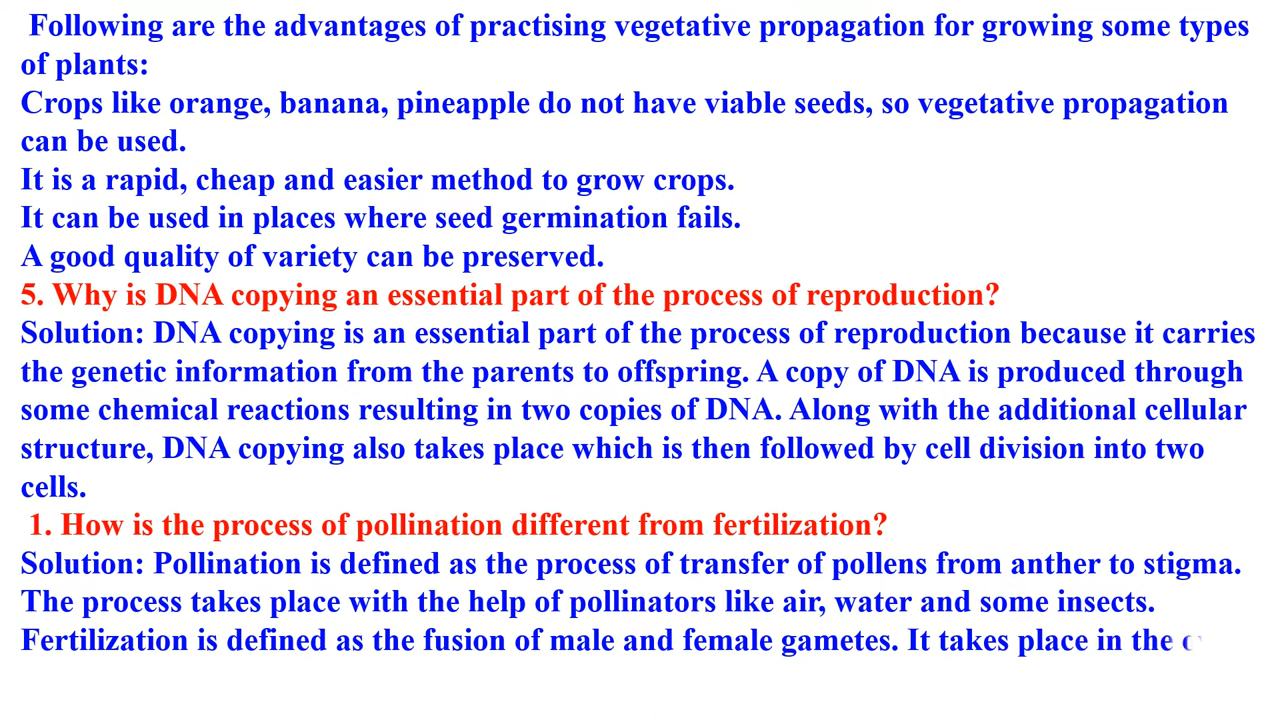 Following are the advantages of practising vegetative propagation for growing some types
of plants:
Crops like orange, banana, pineapple do not have viable seeds, so vegetative propagation
can be used.
It is a rapid, cheap and easier method to grow crops.
It can be used in places where seed germination fails.
A good quality of variety can be preserved.
5. Why is DNA copying an essential part of the process of reproduction?
Solution: DNA copying is an essential part of the process of reproduction because it carries
the genetic information from the parents to offspring. A copy of DNA is produced through
some chemical reactions resulting in two copies of DNA. Along with the additional cellular
structure, DNA copying also takes place which is then followed by cell division into two
cells.
1. How is the process of pollination different from fertilization?
Solution: Pollination is defined as the process of transfer of pollens from anther to stigma.
The process takes place with the help of pollinators like air, water and some insects.
Fertilization is defined as the fusion of male and female gametes. It takes place in the